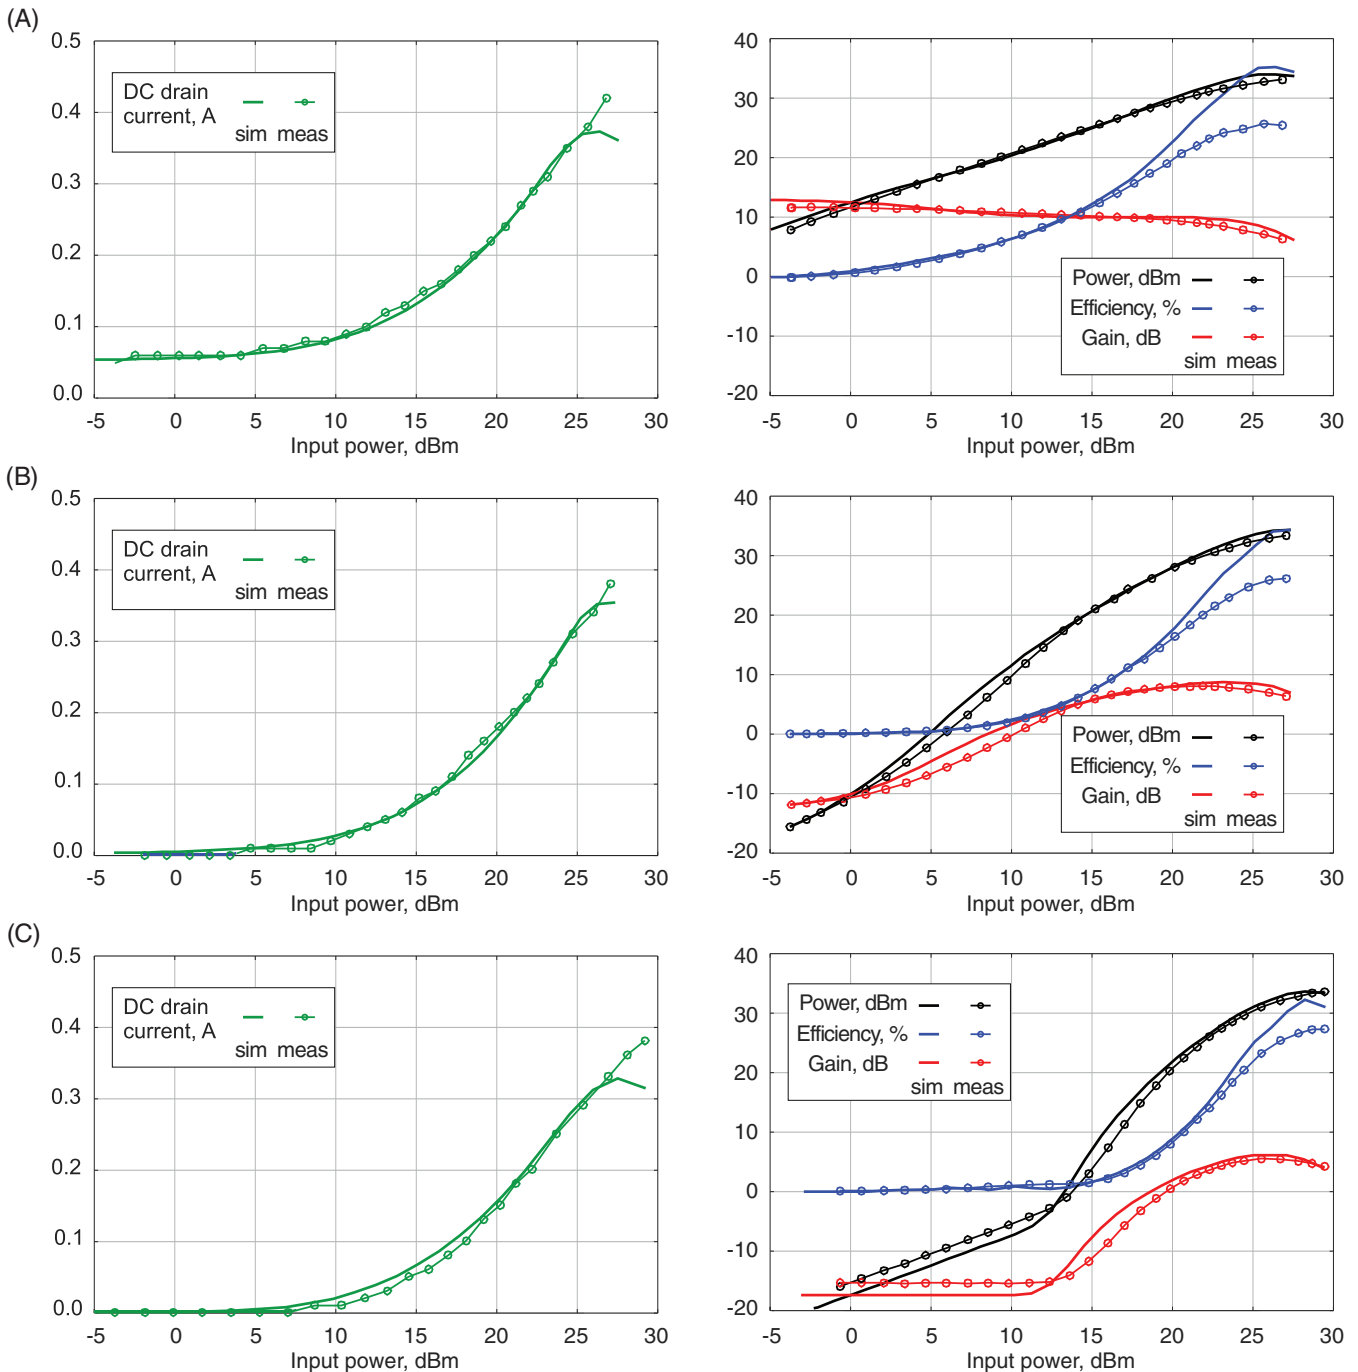 (A)
0.5
0.4
0.3
0.2
0.1
0.0
DC drain
current, A
sim meas
-5 0 5 10 15 20 25 30
Input power, dBm
40
30
20
10
0
-10
-20
Power, dBm
Efficiency, %
Gain, dB
sim meas
-5 0 5 10 15 20 25 30
Input power, dBm
(B)
0.5
0.4
0.3
0.2
0.1
0.0
DC drain
current, A
sim meas
-5 0 5 10 15 20 25 30
Input power, dBm
40
30
20
10
0
-10
-20
Power, dBm
Efficiency, %
Gain, dB
sim meas
-5 0 5 10 15 20 25 30
Input power, dBm
(C)
0.5
0.4
0.3
0.2
0.1
0.0
DC drain
current, A
sim meas
-5 0 5 10 15 20 25 30
Input power, dBm
40
30
20
10
0
-10
-20
Power, dBm
Efficiency, %
Gain, dB
sim meas
-5 0 5 10 15 20 25 30
Input power, dBm